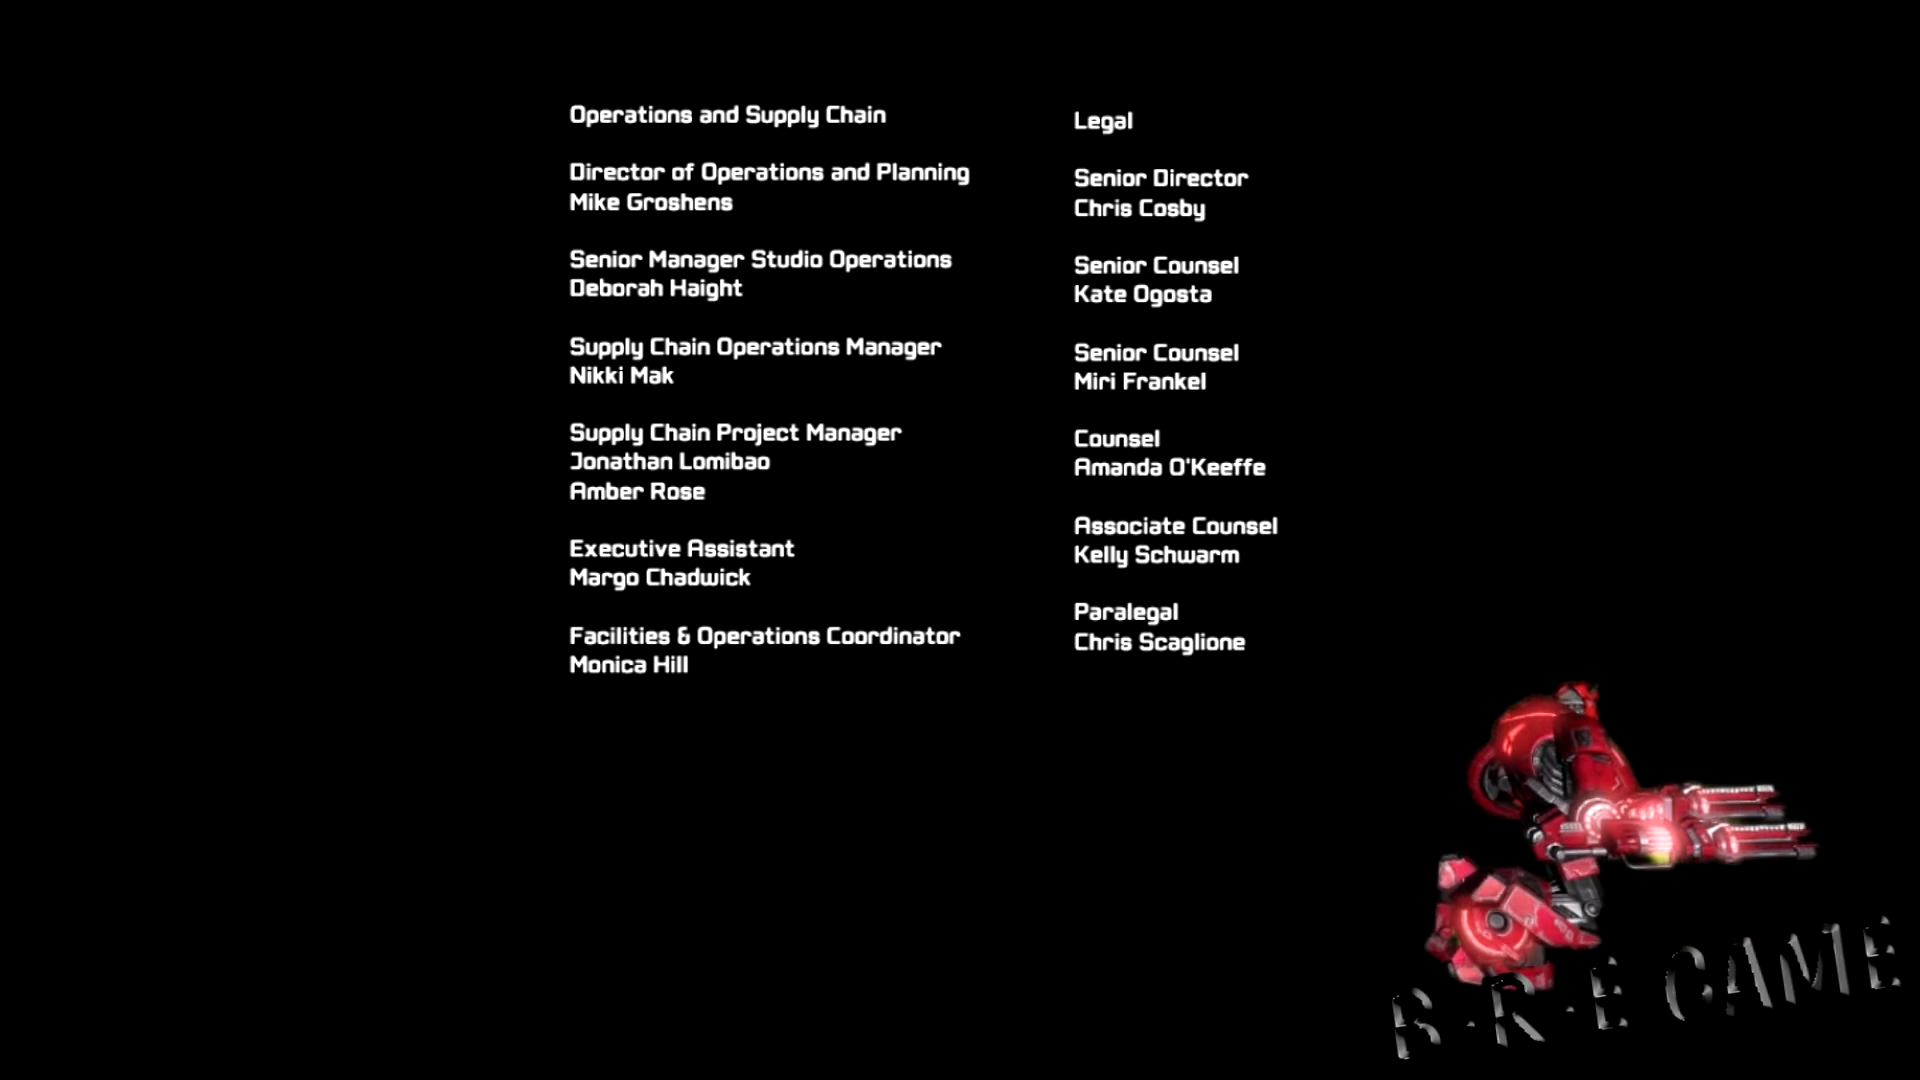 Operations and Supply Chain
Director of Operations and Planning
Mike Groshens
Senior Manager Studio Operations
Deborah Haight
Supply Chain Operations Manager
Nikki Mak
Supply Chain Project Manager
Jonathan Lomibao
Amber Rose
Executive Assistant
Margo Chadwick
Facilities & Operations Coordinator
Monica Hill
Legal
Senior Director
Chris Cosby
Senior Counsel
Kate Ogosta
Senior Counsel
Miri Frankel
Counsel
Amanda O'Keeffe
Associate Counsel
Kelly Schwarm
Paralegal
Chris Scaglione
B-R-E GAME